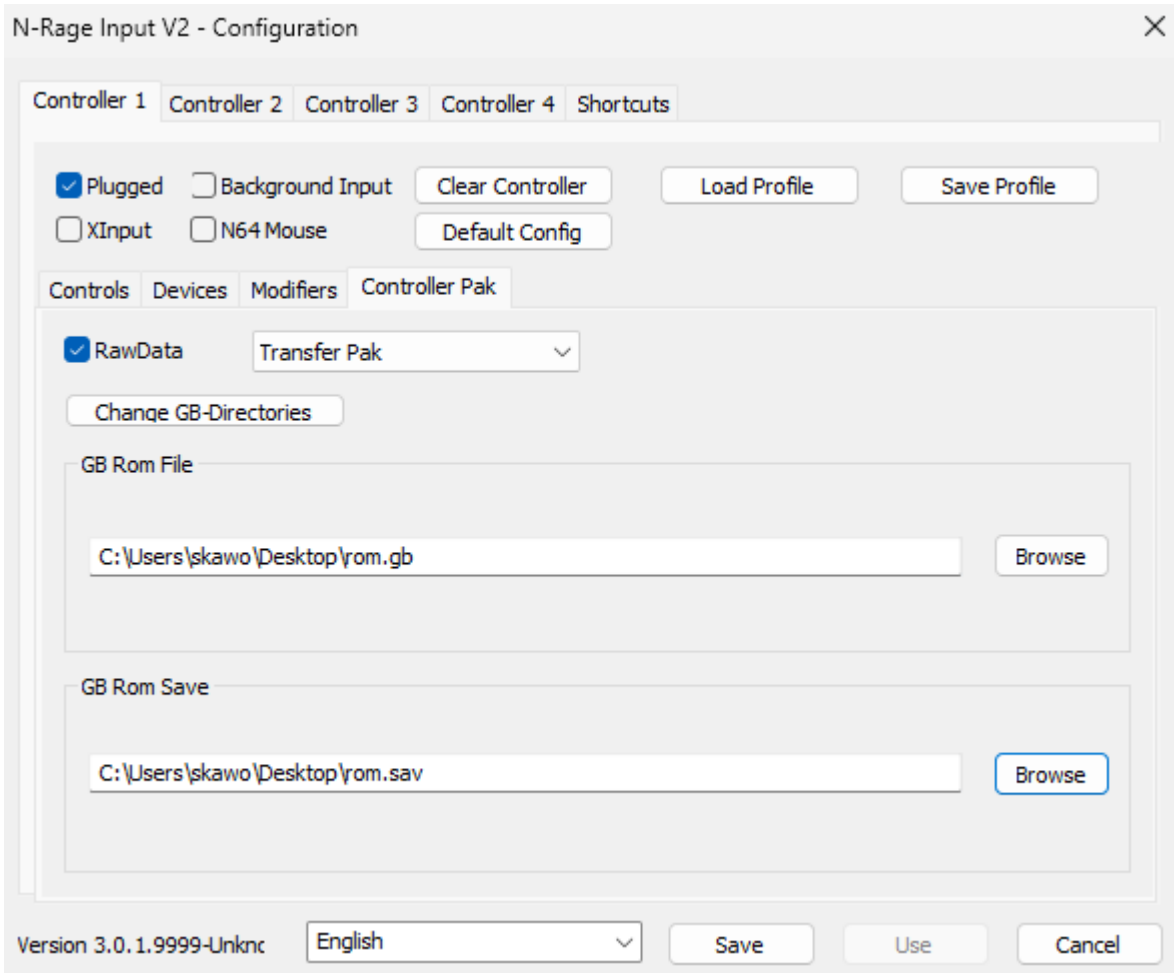 N-Rage Input V2 - Configuration
Controller 1 Controller 2 Controller 3 Controller 4 Shortcuts
Plugged Background Input Clear Controller Load Profile Save Profile
XInput N64 Mouse Default Config
Controls Devices Modifiers Controller Pak
RawData Transfer Pak
Change GB-Directories
GB Rom File
C:\Users\skawo\Desktop\rom.gb Browse
GB Rom Save
C:\Users\skawo\Desktop\rom.sav Browse
Version 3.0.1.9999-Unknc English Save Use Cancel